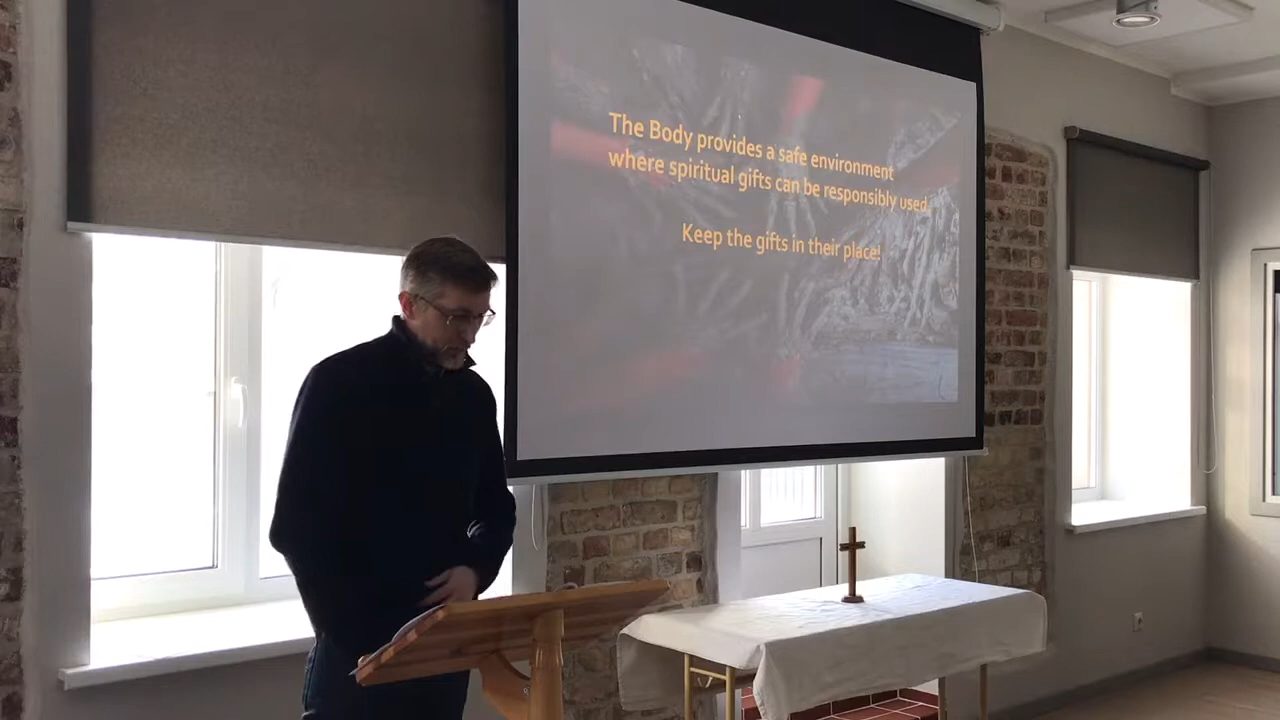 The Body provides a safe environment
where spiritual gifts can be responsibly used.
Keep the gifts in their place!